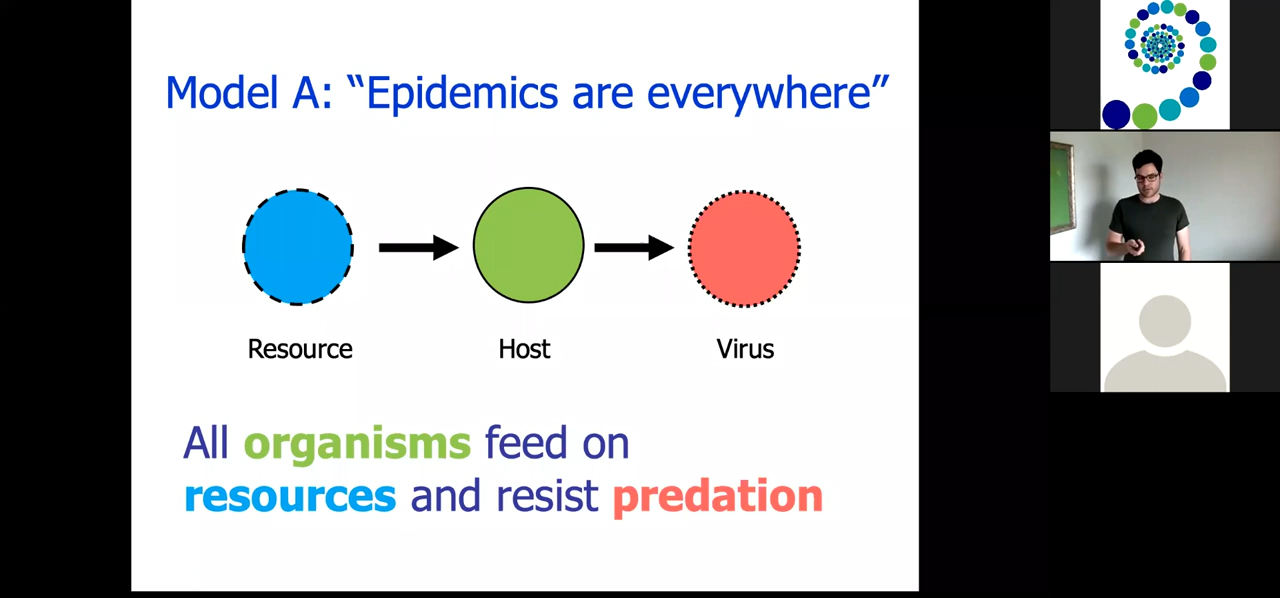 Model A: “Epidemics are everywhere”
Resource
Host
Virus
All organisms feed on
resources and resist predation